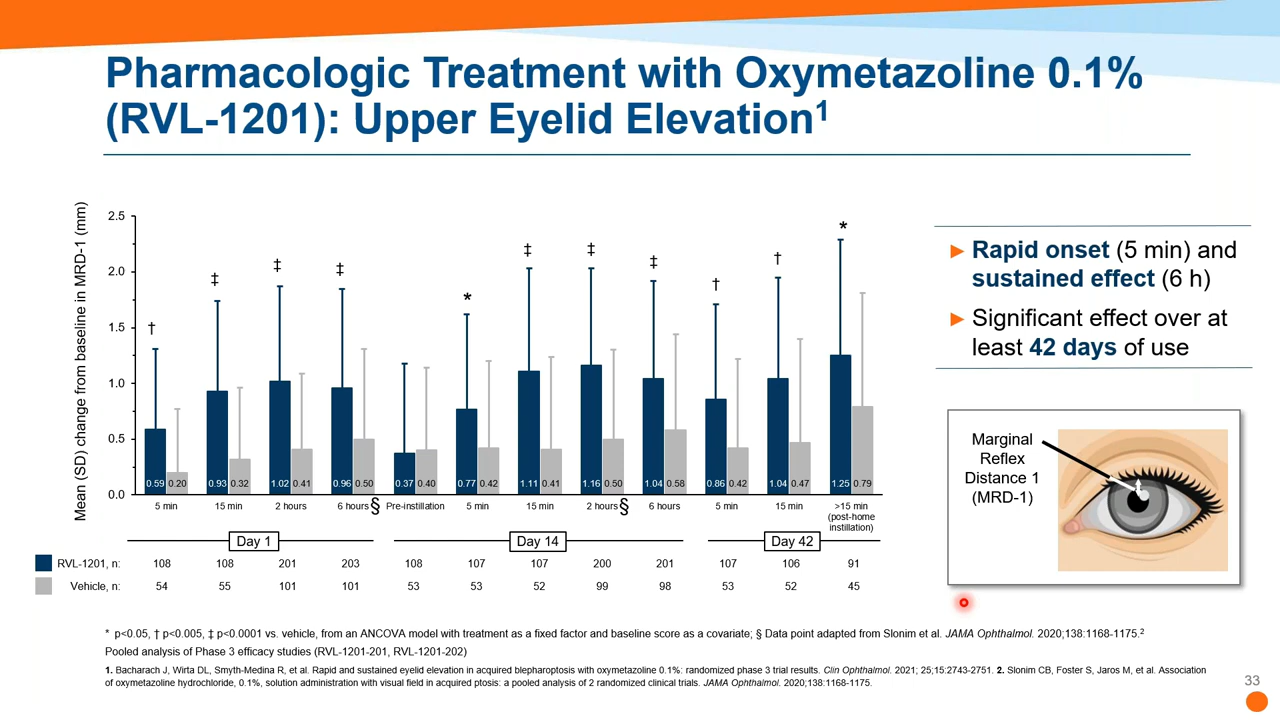 Pharmacologic Treatment with Oxymetazoline 0.1%
(RVL-1201): Upper Eyelid Elevation1
Mean (SD) change from baseline in MRD-1 (mm)
2.5
2.0
1.5
1.0
0.5
0.0
† ‡ ‡ ‡ * ‡ ‡ ‡ † † *
0.59 0.20 0.93 0.32 1.02 0.41 0.96 0.50 0.37 0.40 0.77 0.42 1.11 0.41 1.16 0.50 1.04 0.58 0.86 0.42 1.04 0.47 1.25 0.79
5 min 15 min 2 hours 6 hours§ Pre-instillation 5 min 15 min 2 hours§ 6 hours 5 min 15 min >15 min
(post-home
instillation)
Day 1 Day 14 Day 42
RVL-1201, n: 108 108 201 203 108 107 107 200 201 107 106 91
Vehicle, n: 54 55 101 101 53 53 52 99 98 53 52 45
► Rapid onset (5 min) and
sustained effect (6 h)
► Significant effect over at
least 42 days of use
Marginal
Reflex
Distance 1
(MRD-1)
* p<0.05, † p<0.005, ‡ p<0.0001 vs. vehicle, from an ANCOVA model with treatment as a fixed factor and baseline score as a covariate; § Data point adapted from Slonim et al. JAMA Ophthalmol. 2020;138:1168-1175.2
Pooled analysis of Phase 3 efficacy studies (RVL-1201-201, RVL-1201-202)
1. Bacharach J, Wirta DL, Smyth-Medina R, et al. Rapid and sustained eyelid elevation in acquired blepharoptosis with oxymetazoline 0.1%: randomized phase 3 trial results. Clin Ophthalmol. 2021; 25;15:2743-2751. 2. Slonim CB, Foster S, Jaros M, et al. Association
of oxymetazoline hydrochloride, 0.1%, solution administration with visual field in acquired ptosis: a pooled analysis of 2 randomized clinical trials. JAMA Ophthalmol. 2020;138:1168-1175.
33